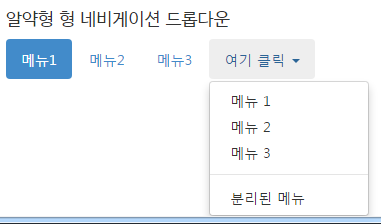 알약형 형 네비게이션 드롭다운
메뉴1 메뉴2 메뉴3 여기 클릭
메뉴 1
메뉴 2
메뉴 3
분리된 메뉴